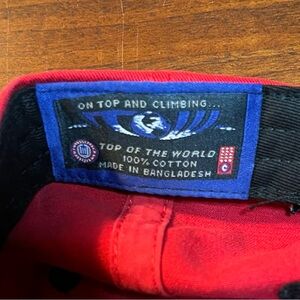 ON TOP AND CLIMBING...
TOP OF THE WORLD
100% COTTON
MADE IN BANGLADESH